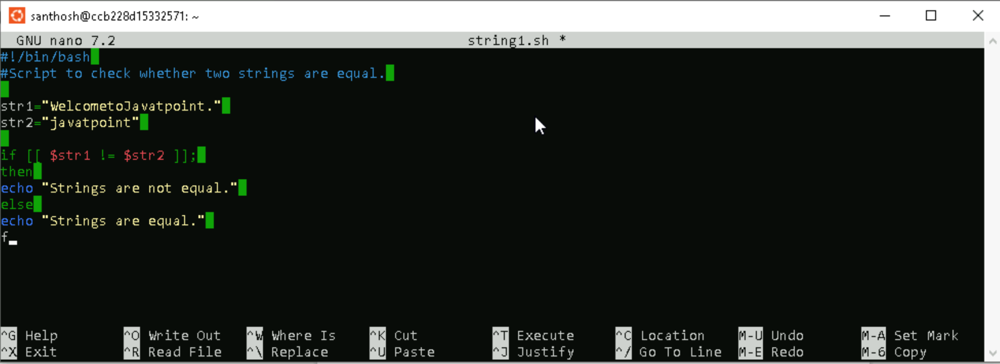 santhosh@ccb228d15332571: ~
GNU nano 7.2 string1.sh *
#!/bin/bash
#Script to check whether two strings are equal.
str1="WelcometoJavatpoint."
str2="javatpoint"
if [[ $str1 != $str2 ]];
then
echo "Strings are not equal."
else
echo "Strings are equal."
f
^G Help ^O Write Out ^W Where Is ^K Cut ^T Execute ^C Location M-U Undo M-A Set Mark
^X Exit ^R Read File ^\ Replace ^U Paste ^J Justify ^/ Go To Line M-E Redo M-6 Copy